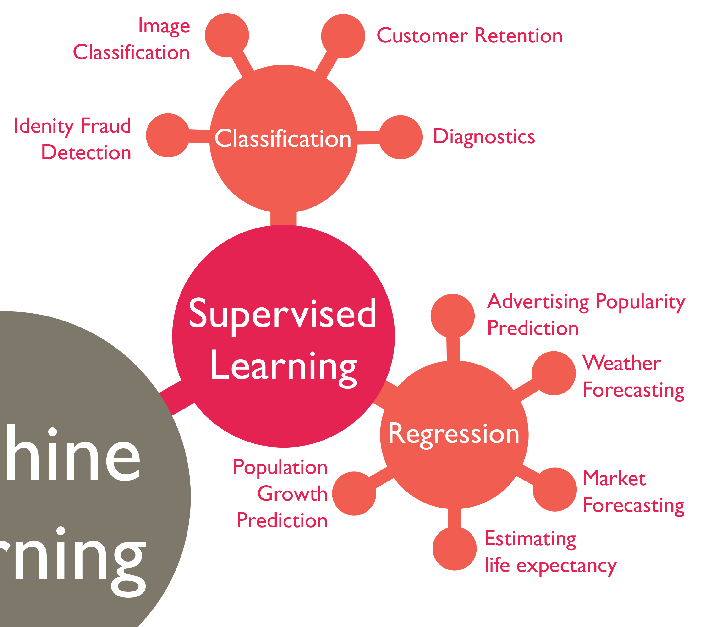 Image
Classification
Customer Retention
Idenity Fraud
Detection
Classification
Diagnostics
Supervised
Learning
Advertising Popularity
Prediction
Weather
Forecasting
Regression
Population
Growth
Prediction
Market
Forecasting
Estimating
life expectancy
hine
rning